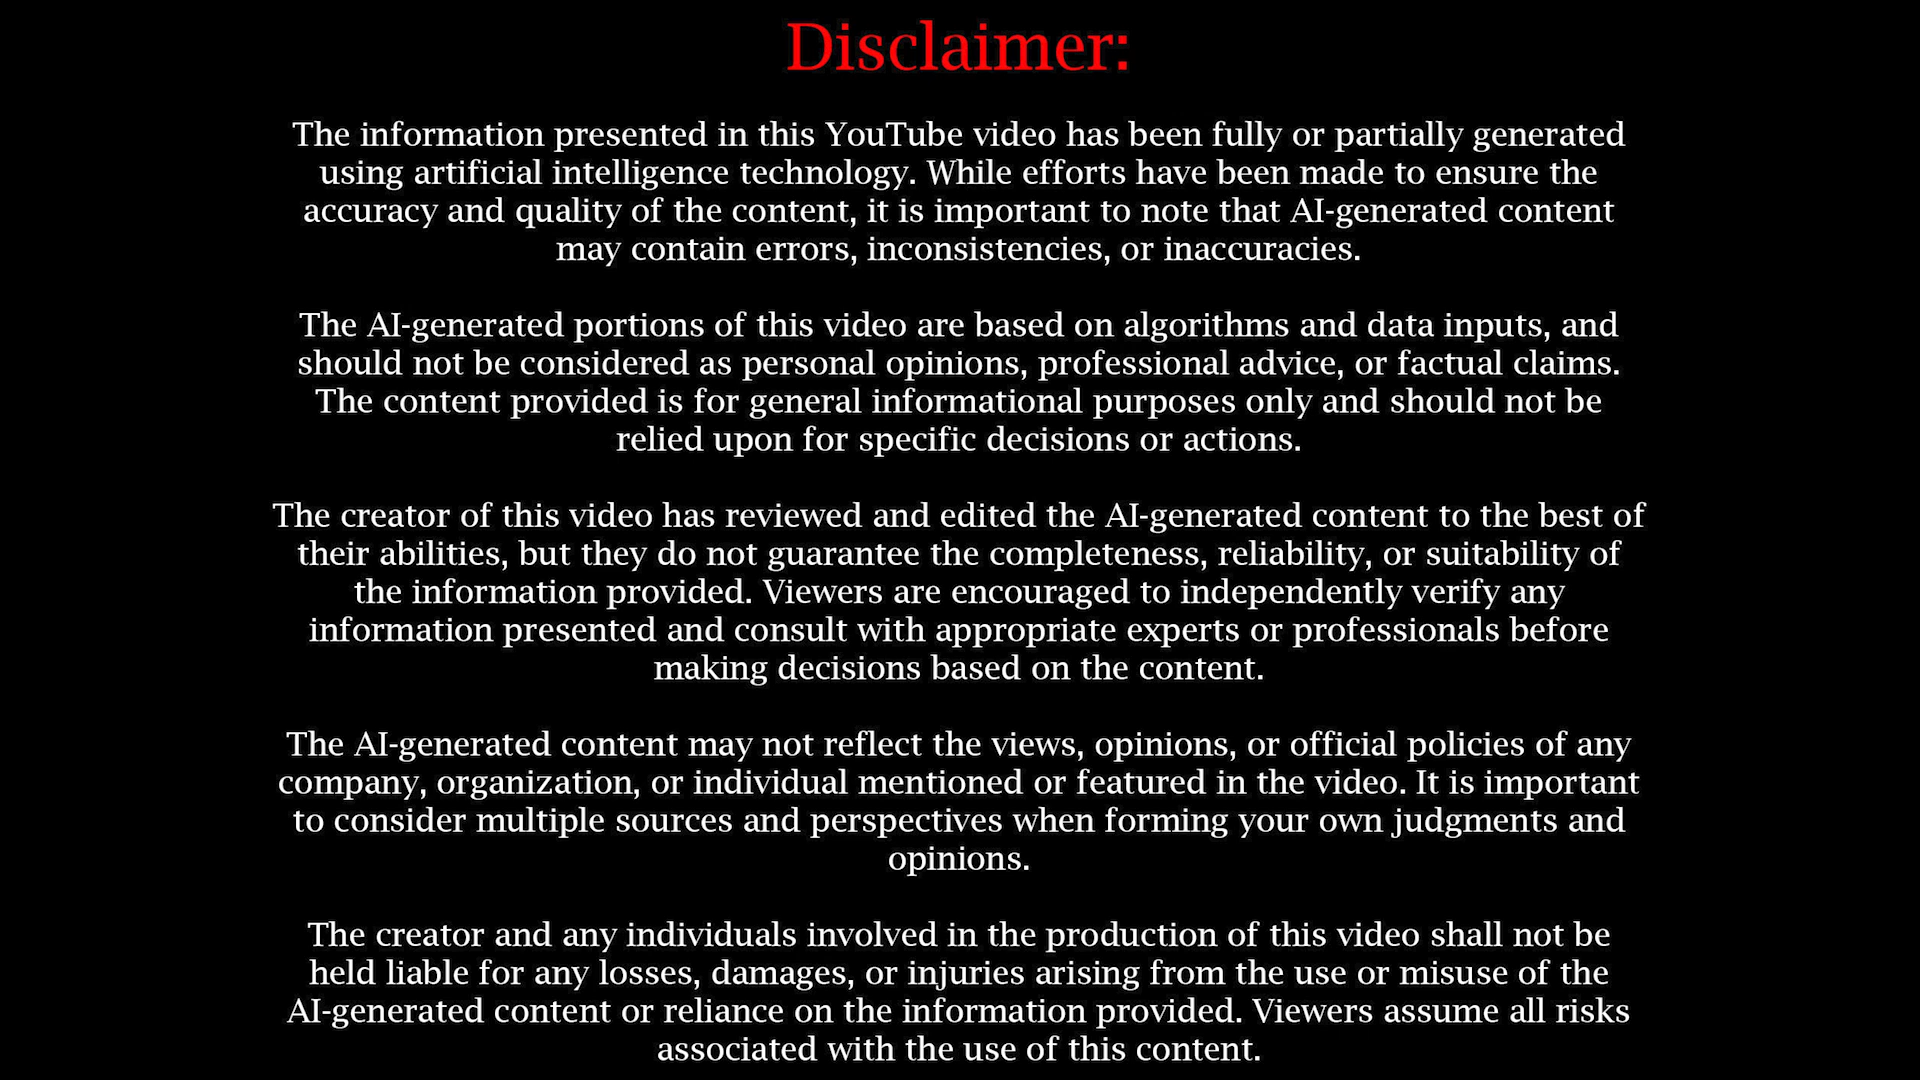 Disclaimer:
The information presented in this YouTube video has been fully or partially generated
using artificial intelligence technology. While efforts have been made to ensure the
accuracy and quality of the content, it is important to note that AI-generated content
may contain errors, inconsistencies, or inaccuracies.
The AI-generated portions of this video are based on algorithms and data inputs, and
should not be considered as personal opinions, professional advice, or factual claims.
The content provided is for general informational purposes only and should not be
relied upon for specific decisions or actions.
The creator of this video has reviewed and edited the AI-generated content to the best of
their abilities, but they do not guarantee the completeness, reliability, or suitability of
the information provided. Viewers are encouraged to independently verify any
information presented and consult with appropriate experts or professionals before
making decisions based on the content.
The AI-generated content may not reflect the views, opinions, or official policies of any
company, organization, or individual mentioned or featured in the video. It is important
to consider multiple sources and perspectives when forming your own judgments and
opinions.
The creator and any individuals involved in the production of this video shall not be
held liable for any losses, damages, or injuries arising from the use or misuse of the
AI-generated content or reliance on the information provided. Viewers assume all risks
associated with the use of this content.